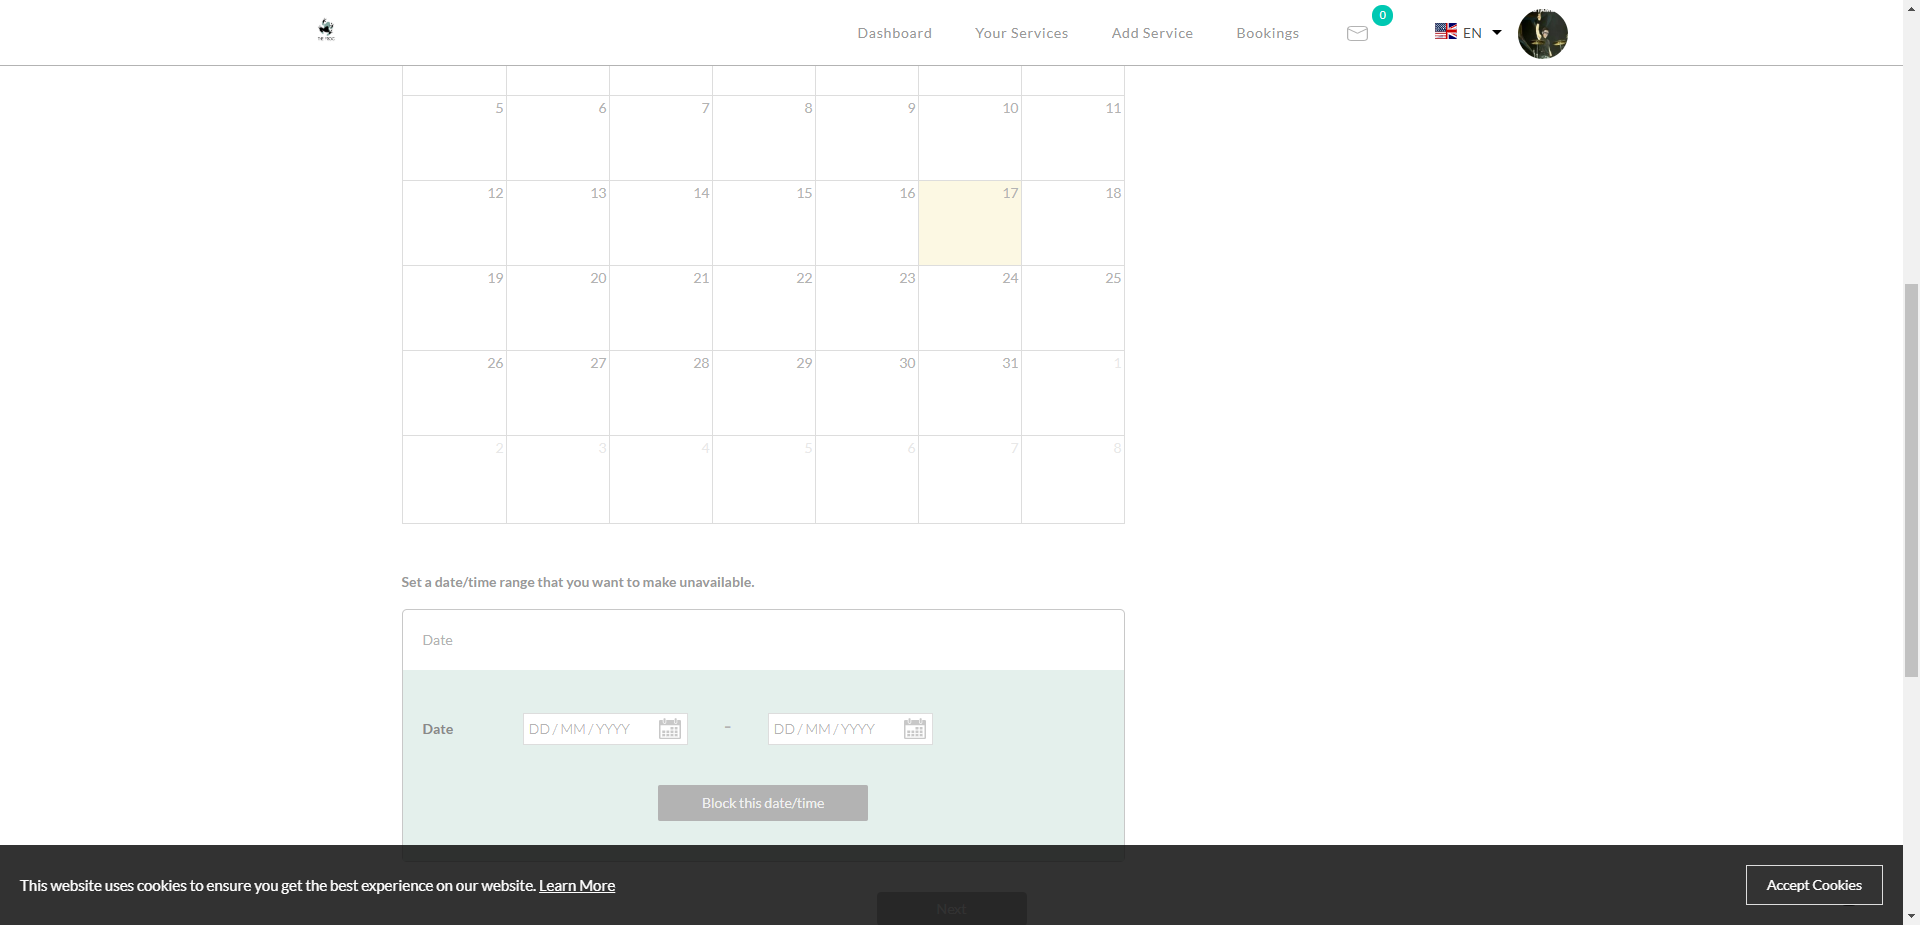 Dashboard Your Services Add Service Bookings 0 EN
5 6 7 8 9 10 11
12 13 14 15 16 17 18
19 20 21 22 23 24 25
26 27 28 29 30 31 1
2 3 4 5 6 7 8
Set a date/time range that you want to make unavailable.
Date
Date DD / MM / YYYY - DD / MM / YYYY
Block this date/time
This website uses cookies to ensure you get the best experience on our website. Learn More
Accept Cookies
Next